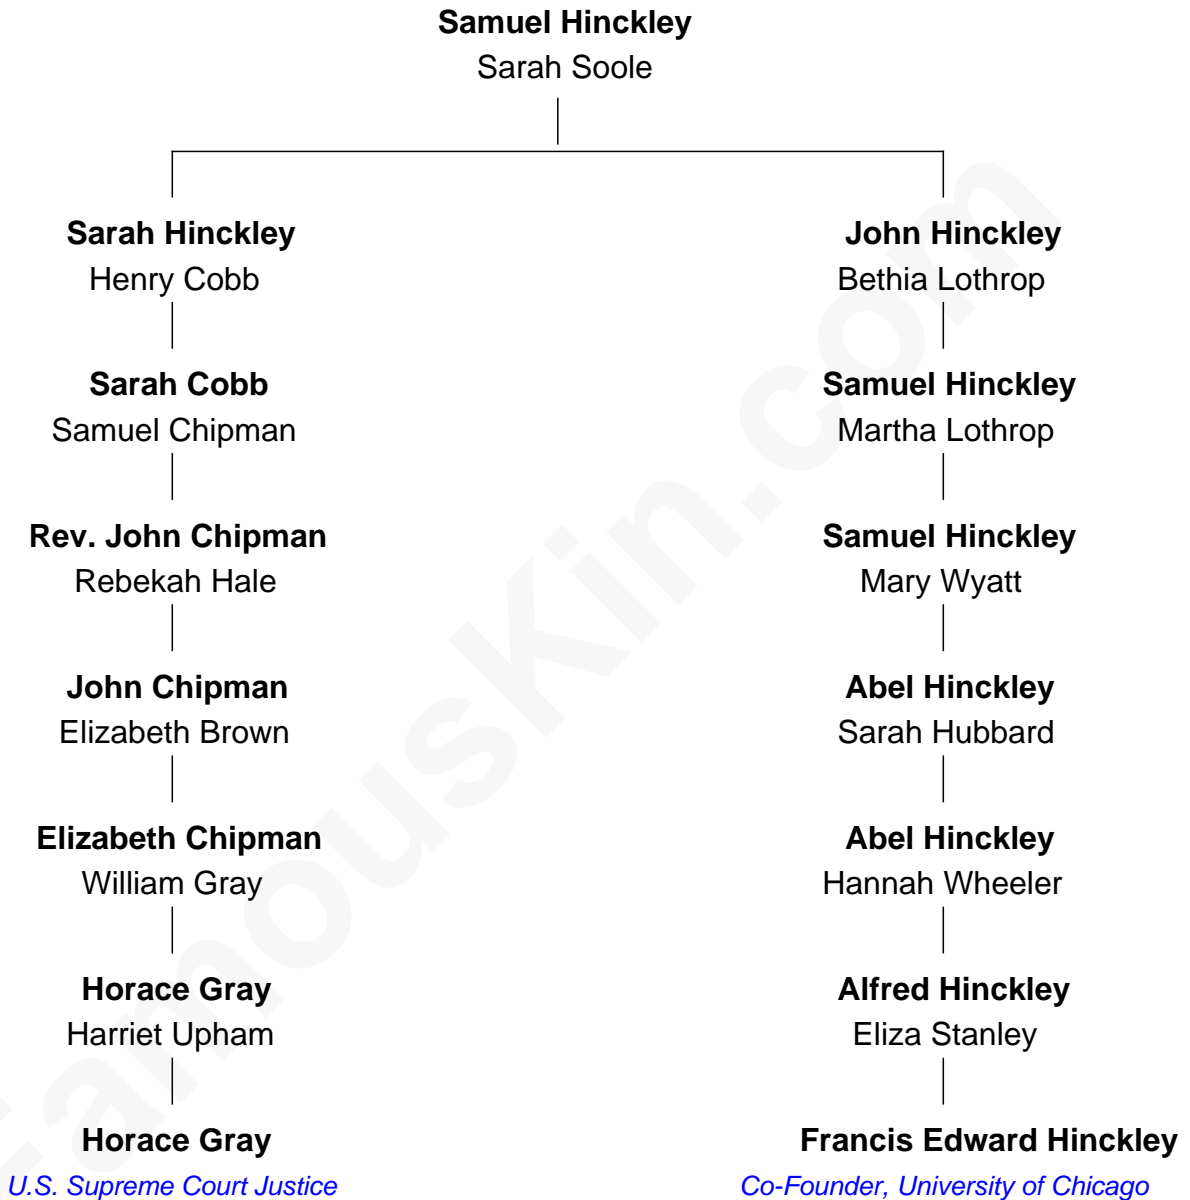 Samuel Hinckley
Sarah Soole
Sarah Hinckley
Henry Cobb
John Hinckley
Bethia Lothrop
Sarah Cobb
Samuel Chipman
Samuel Hinckley
Martha Lothrop
Rev. John Chipman
Rebekah Hale
Samuel Hinckley
Mary Wyatt
John Chipman
Elizabeth Brown
Abel Hinckley
Sarah Hubbard
Elizabeth Chipman
William Gray
Abel Hinckley
Hannah Wheeler
Horace Gray
Harriet Upham
Alfred Hinckley
Eliza Stanley
Horace Gray
U.S. Supreme Court Justice
Francis Edward Hinckley
Co-Founder, University of Chicago
FamousKin.com